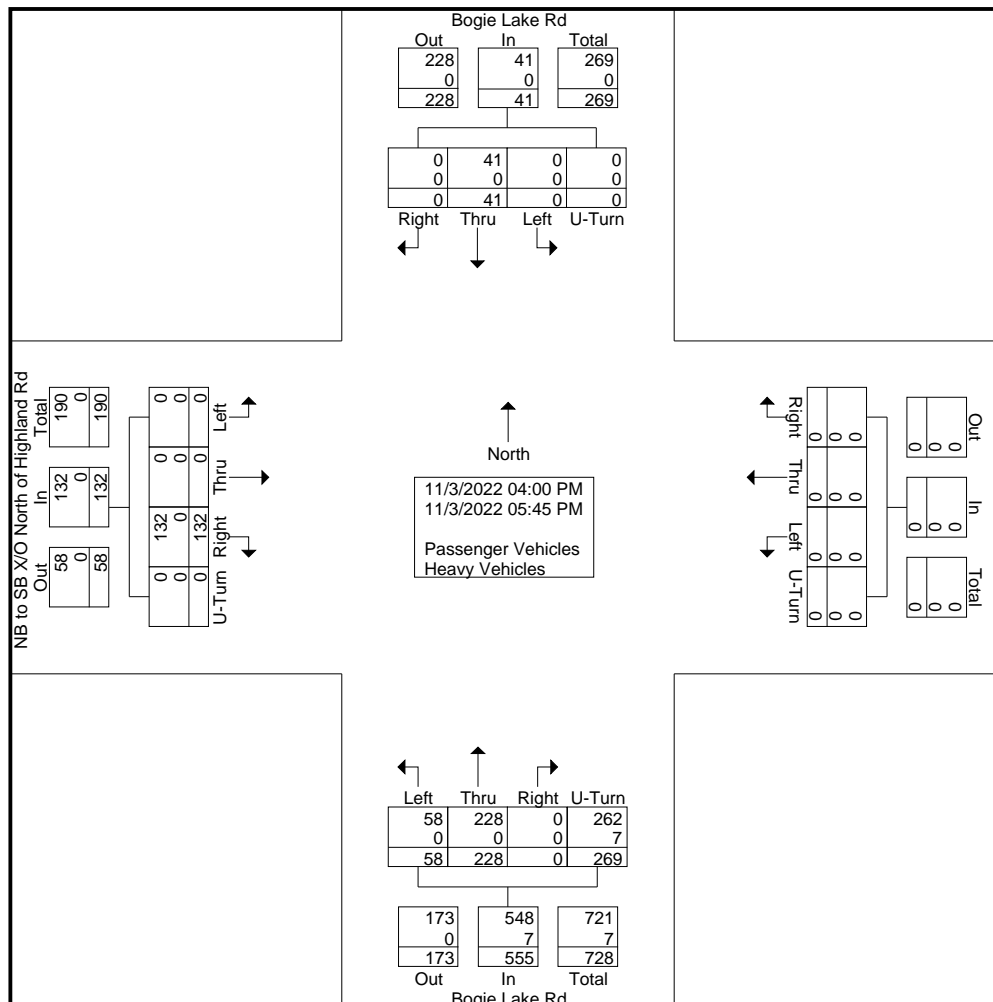 Bogie Lake Rd
Out In Total
228 41 269
0 0 0
228 41 269
0 41 0 0
0 0 0 0
0 41 0 0
Right Thru Left U-Turn
NB to SB X/O North of Highland Rd
Total In Out
190 132 58
0 0 0
190 132 58
0 0 132 0
0 0 0 0
0 0 132 0
Left Thru Right U-Turn
North
11/3/2022 04:00 PM
11/3/2022 05:45 PM
Passenger Vehicles
Heavy Vehicles
Right Thru Left U-Turn
0 0 0 0
0 0 0 0
0 0 0 0
Out In Total
0 0 0
0 0 0
0 0 0
Left Thru Right U-Turn
58 228 0 262
0 0 0 7
58 228 0 269
173 548 721
0 7 7
173 555 728
Out In Total
Bogie Lake Rd